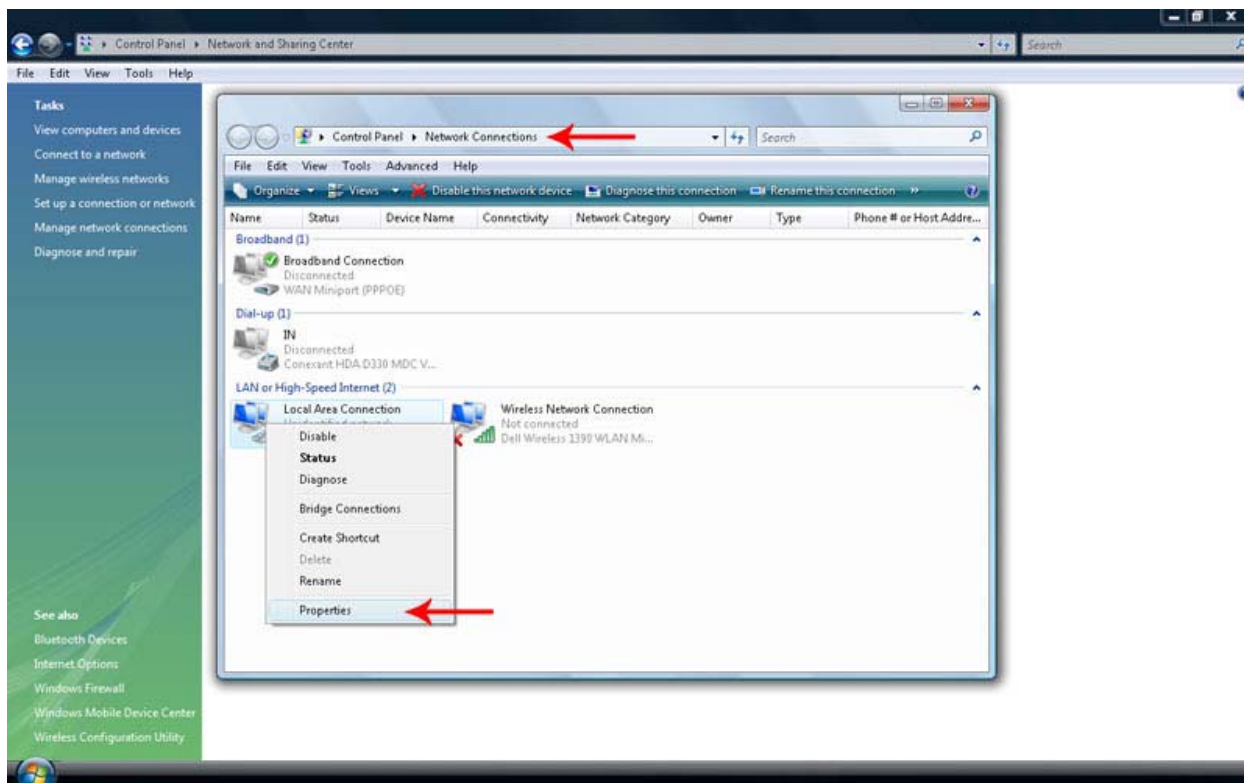 Control Panel Network and Sharing Center
Search
File Edit View Tools Help
Tasks
View computers and devices
Connect to a network
Manage wireless networks
Set up a connection or network
Manage network connections
Diagnose and repair
Control Panel Network Connections
Search
File Edit View Tools Advanced Help
Organize Views Disable this network device Diagnose this connection Rename this connection »
Name Status Device Name Connectivity Network Category Owner Type Phone # or Host Addre...
Broadband (1)
Broadband Connection
Disconnected
WAN Miniport (PPPOE)
Dial-up (1)
IN
Disconnected
Conexant HDA D330 MDC V...
LAN or High-Speed Internet (2)
Local Area Connection
Wireless Network Connection
Not connected
Dell Wireless 1390 WLAN Mi...
Disable
Status
Diagnose
Bridge Connections
Create Shortcut
Delete
Rename
Properties
See also
Bluetooth Devices
Internet Options
Windows Firewall
Windows Mobile Device Center
Wireless Configuration Utility